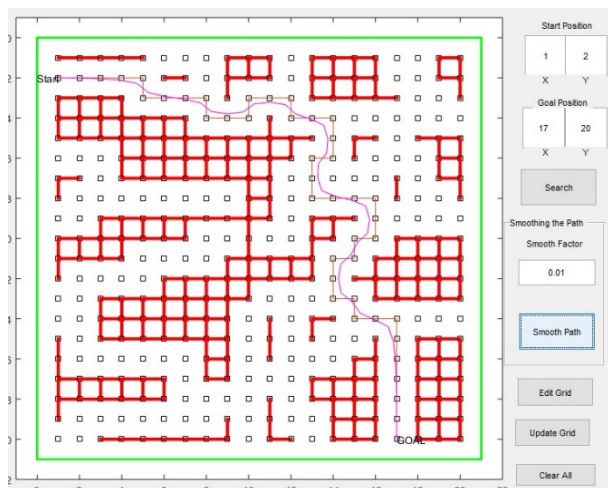 Start
GOAL
Start Position
1 2
X Y
Goal Position
17 20
X Y
Search
Smoothing the Path
Smooth Factor
0.01
Smooth Path
Edit Grid
Update Grid
Clear All